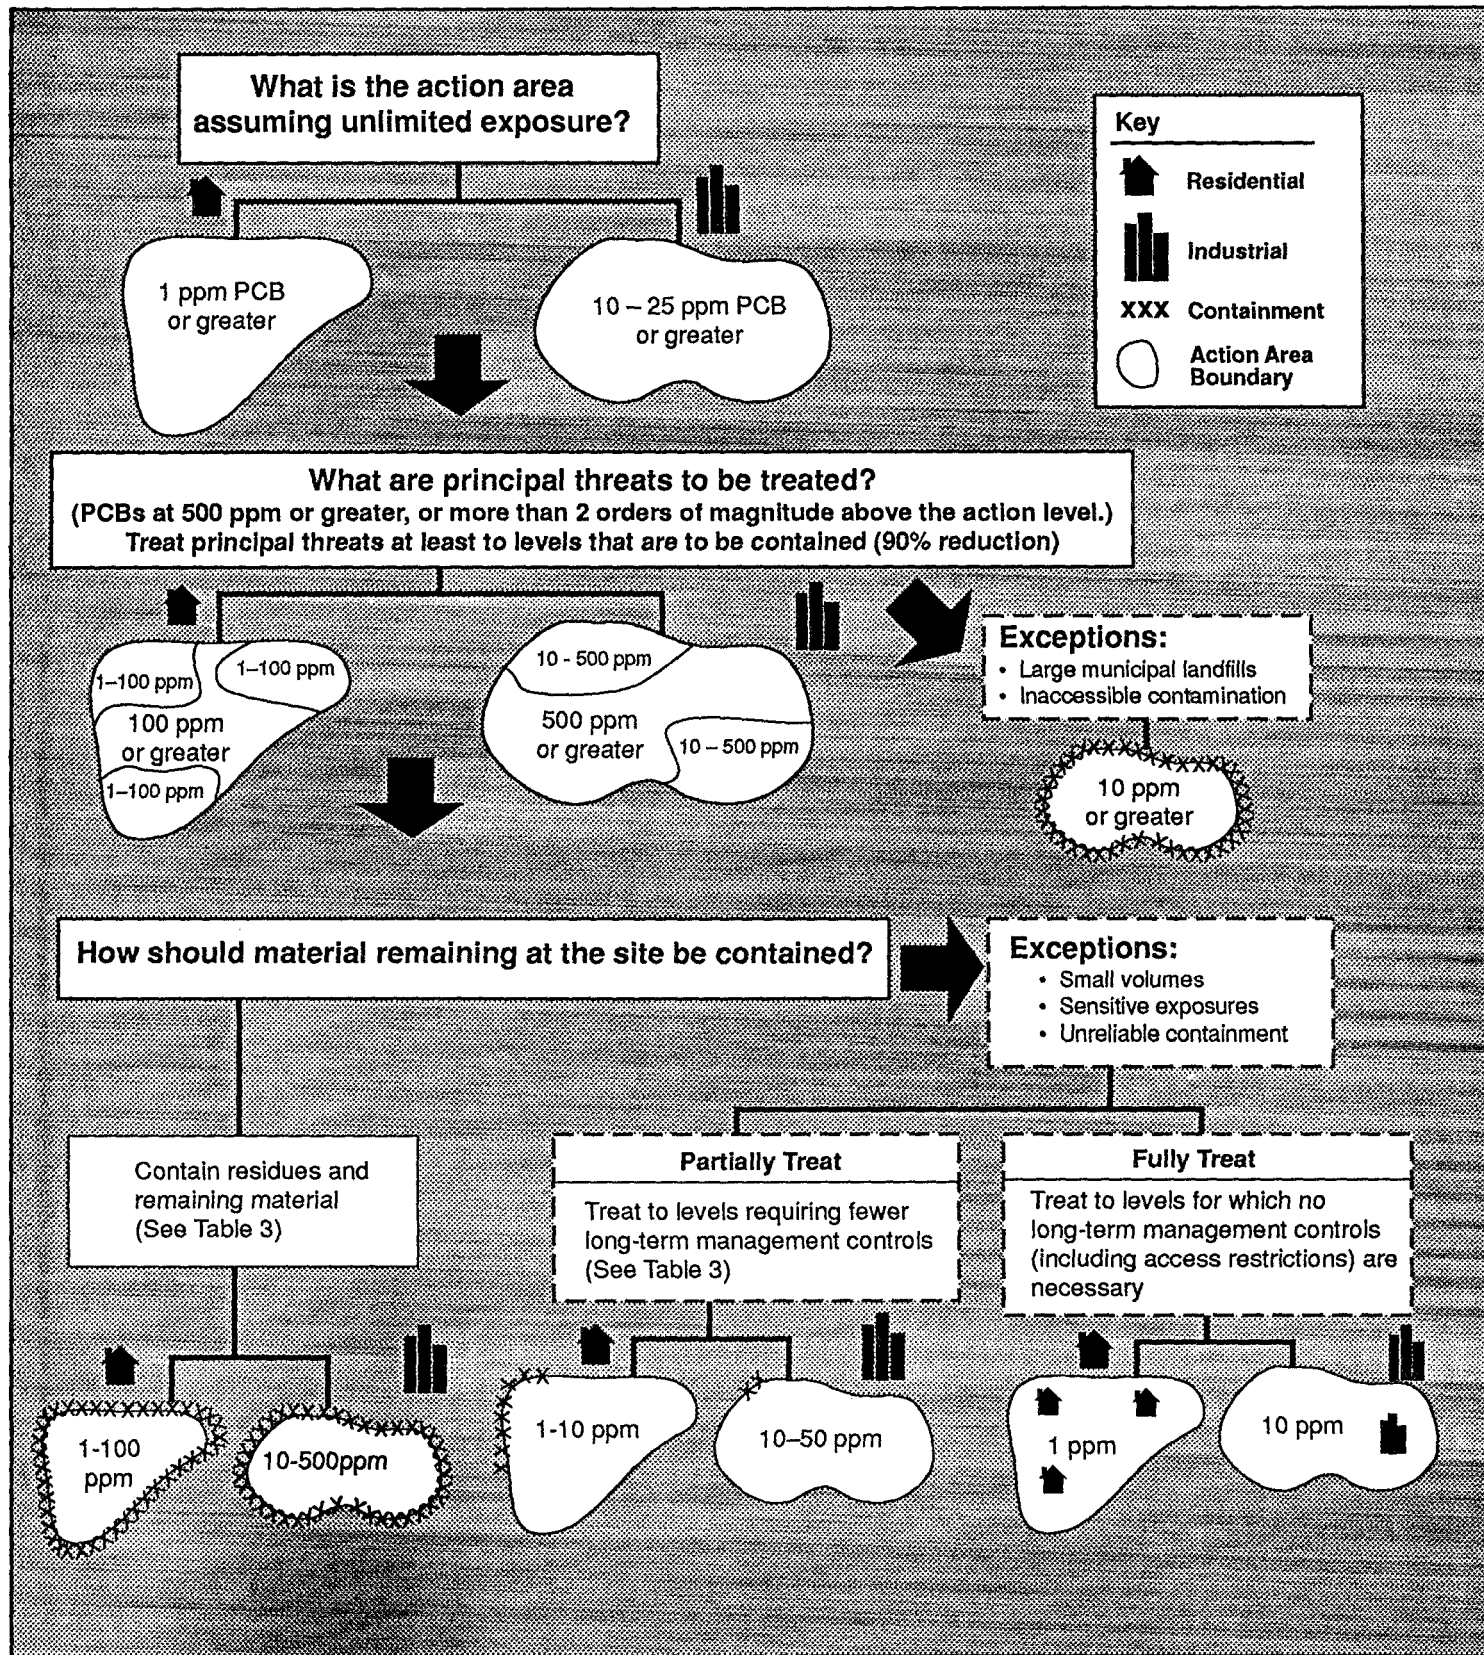 What is the action area
assuming unlimited exposure?
Key
Residential
Industrial
xxx Containment
Action Area
Boundary
1 ppm PCB
or greater
10 – 25 ppm PCB
or greater
What are principal threats to be treated?
(PCBs at 500 ppm or greater, or more than 2 orders of magnitude above the action level.)
Treat principal threats at least to levels that are to be contained (90% reduction)
1–100 ppm
1–100 ppm
100 ppm
or greater
1–100 ppm
10 - 500 ppm
500 ppm
or greater
10 – 500 ppm
Exceptions:
• Large municipal landfills
• Inaccessible contamination
10 ppm
or greater
How should material remaining at the site be contained?
Exceptions:
• Small volumes
• Sensitive exposures
• Unreliable containment
Contain residues and
remaining material
(See Table 3)
Partially Treat
Treat to levels requiring fewer
long-term management controls
(See Table 3)
Fully Treat
Treat to levels for which no
long-term management controls
(including access restrictions) are
necessary
1-100
ppm
10-500ppm
1-10 ppm
10–50 ppm
1 ppm
10 ppm